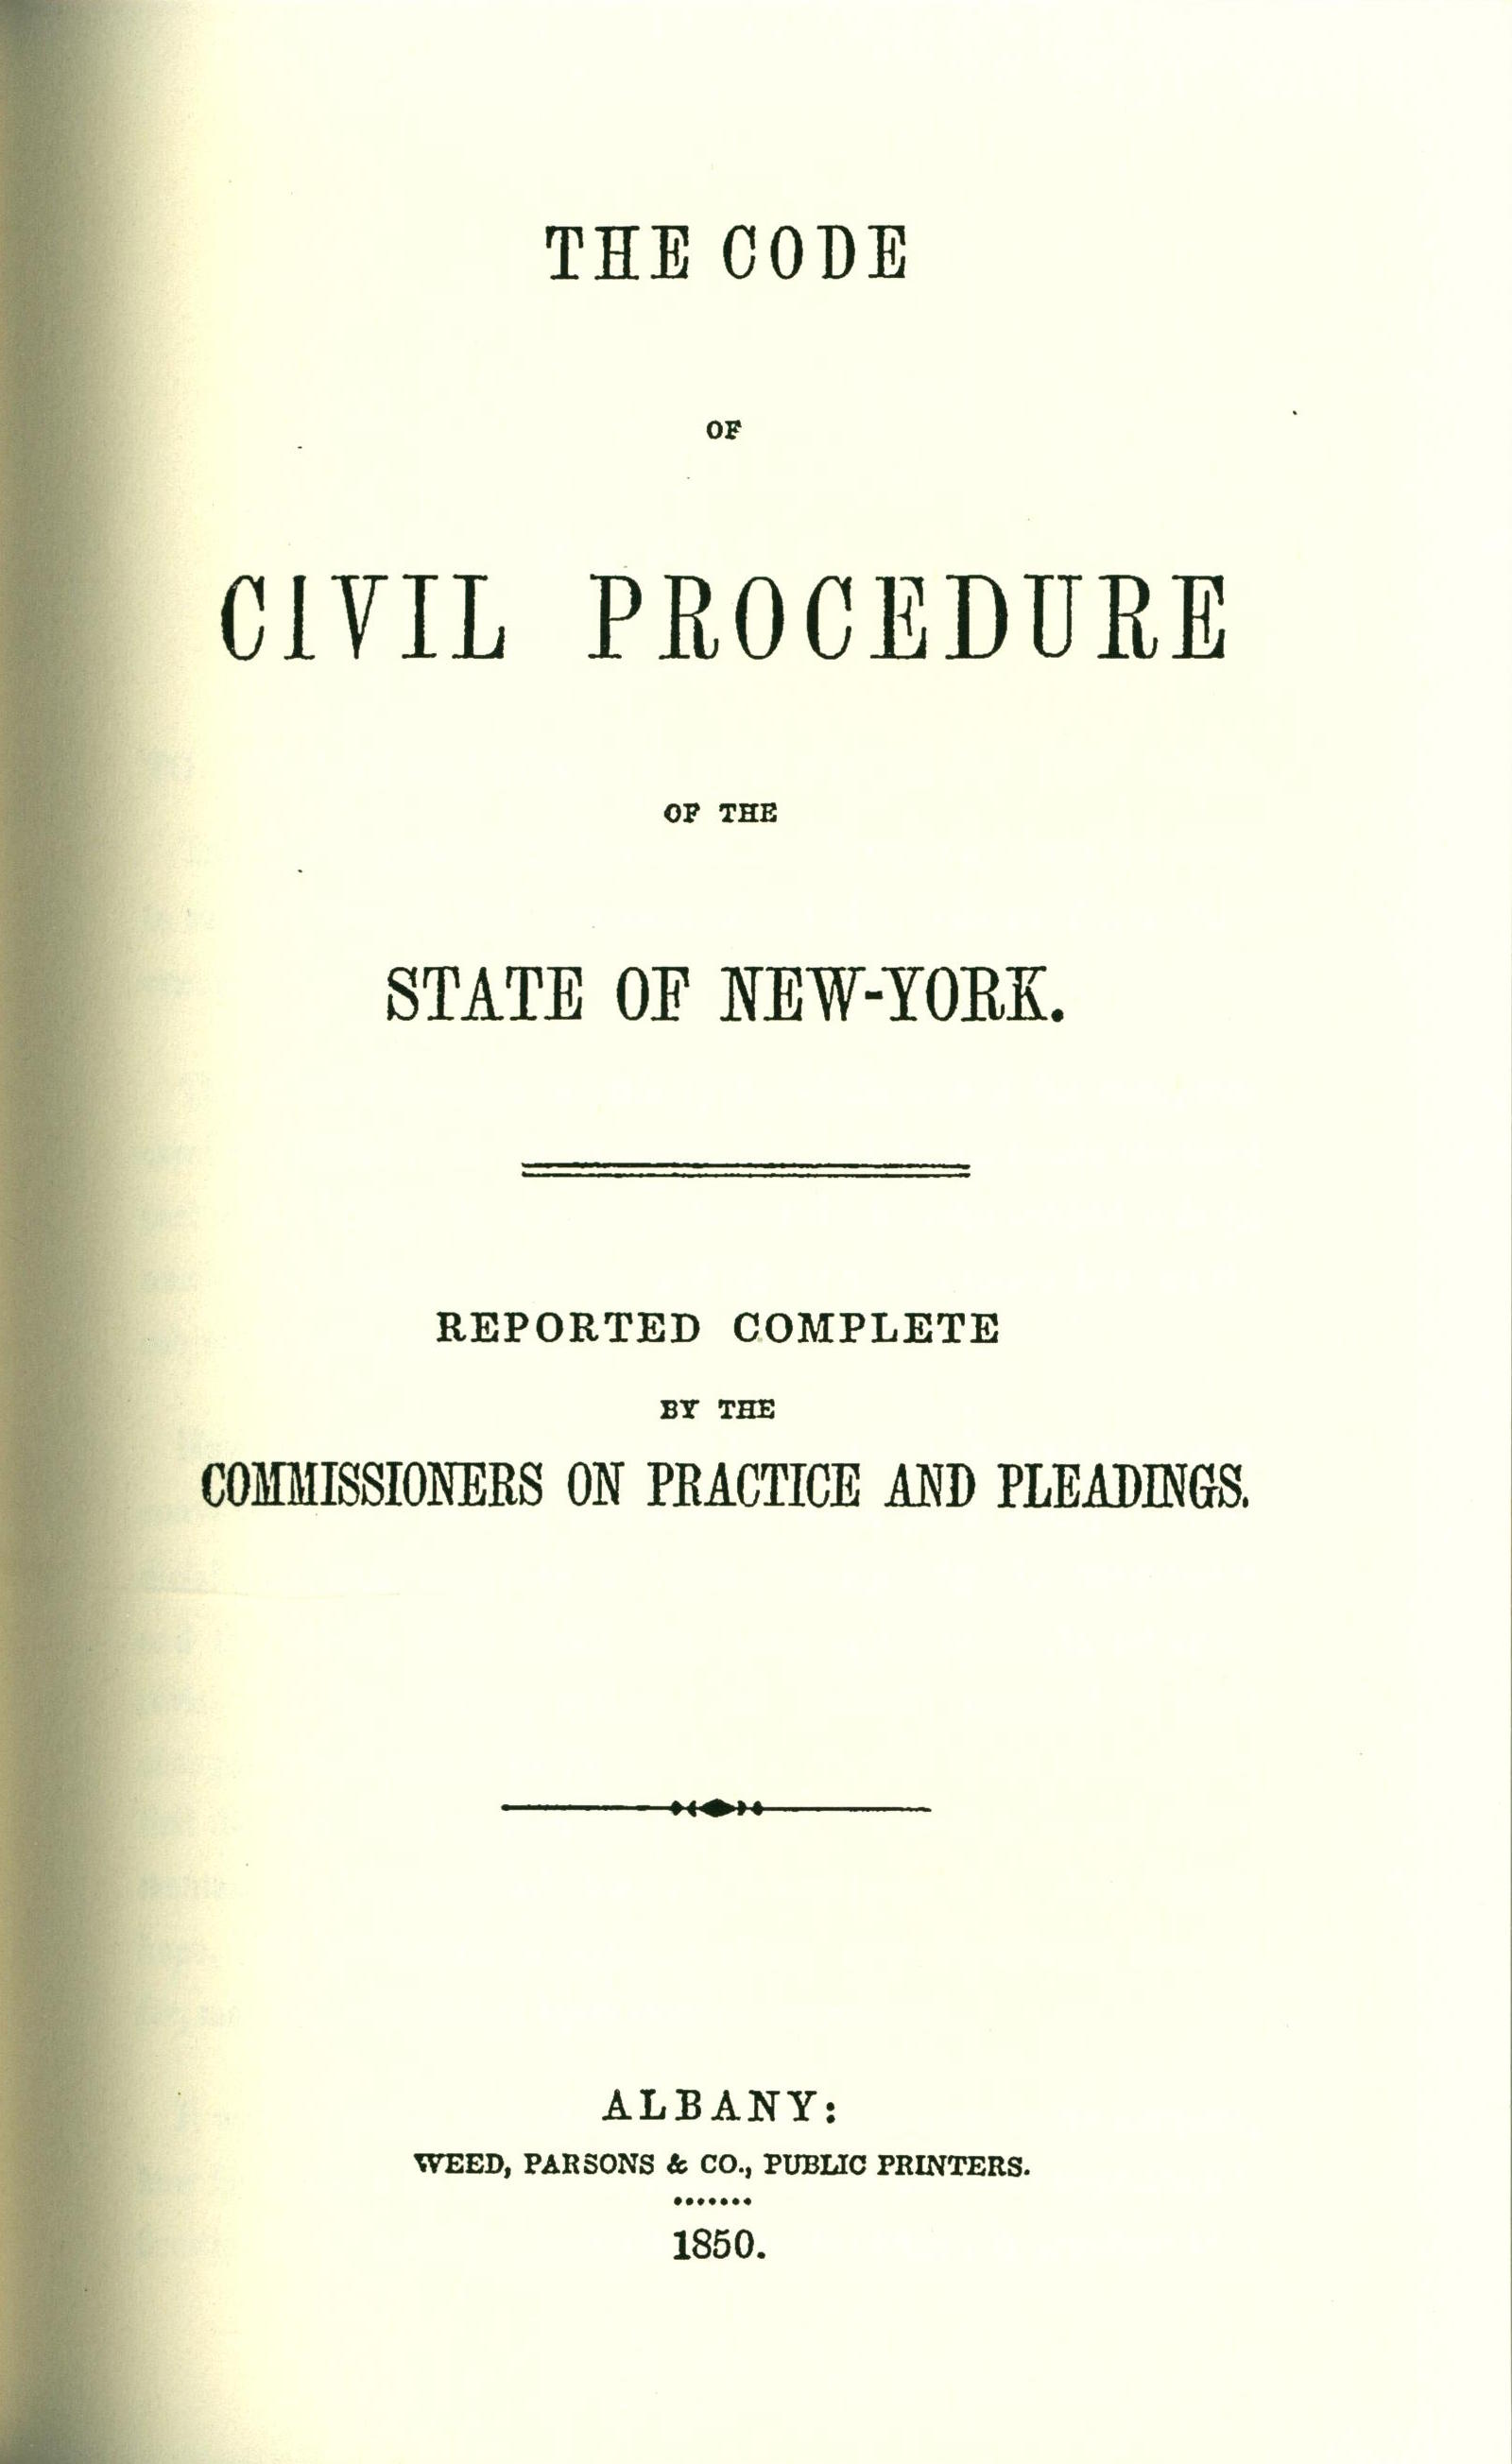 THE CODE
OF
CIVIL PROCEDURE
OF THE
STATE OF NEW-YORK.
REPORTED COMPLETE
BY THE
COMMISSIONERS ON PRACTICE AND PLEADINGS.
ALBANY:
WEED, PARSONS & CO., PUBLIC PRINTERS.
.......
1850.